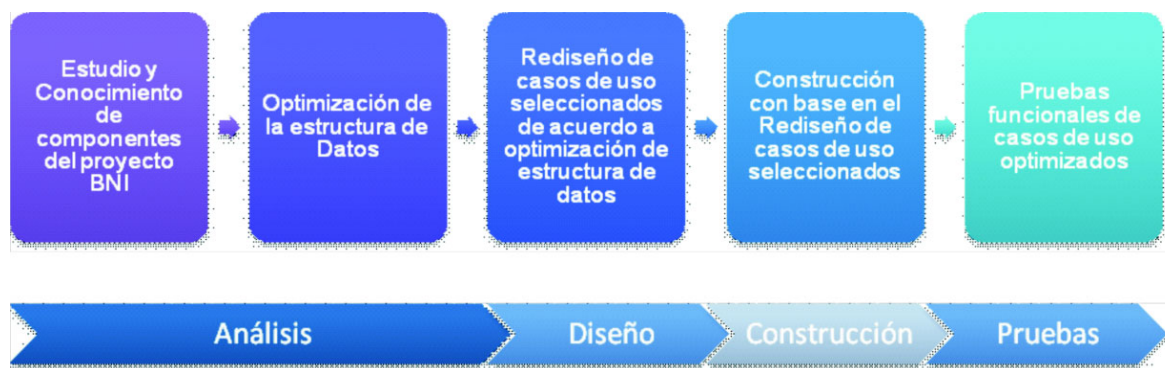 Estudio y
Conocimiento
de
componentes
del proyecto
BNI
Optimización de
la estructura de
Datos
Rediseño de
casos de uso
seleccionados
de acuerdo a
optimización de
estructura de
datos
Construcción
con base en el
Rediseño de
casos de uso
seleccionados
Pruebas
funcionales de
casos de uso
optimizados
Análisis
Diseño
Construcción
Pruebas